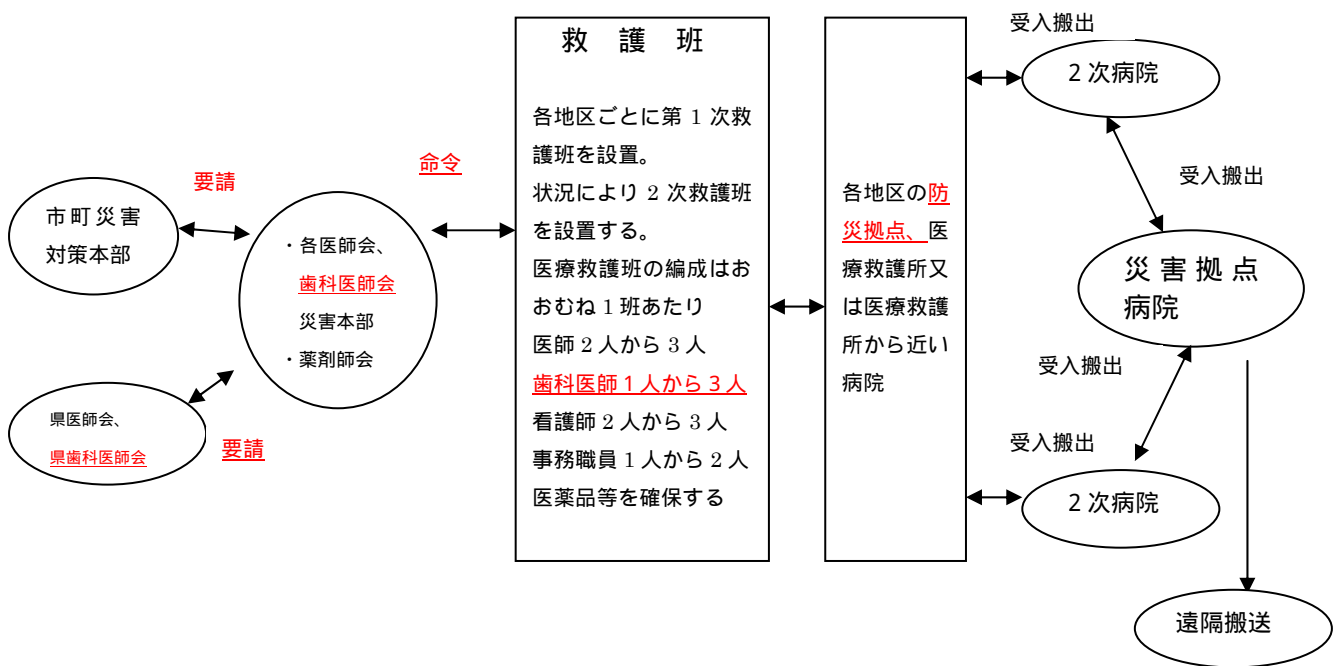 市町災害
対策本部
要請
県医師会、
県歯科医師会
要請
・各医師会、
歯科医師会
災害本部
・薬剤師会
命令
救 護 班
各地区ごとに第 1 次救
護班を設置。
状況により 2 次救護班
を設置する。
医療救護班の編成はお
おむね 1 班あたり
医師 2 人から 3 人
歯科医師 1 人から 3 人
看護師 2 人から 3 人
事務職員 1 人から 2 人
医薬品等を確保する
各地区の防
災拠点、医
療救護所又
は医療救護
所から近い
病院
受入搬出
2 次病院
受入搬出
災害拠点
病院
受入搬出
受入搬出
2 次病院
遠隔搬送